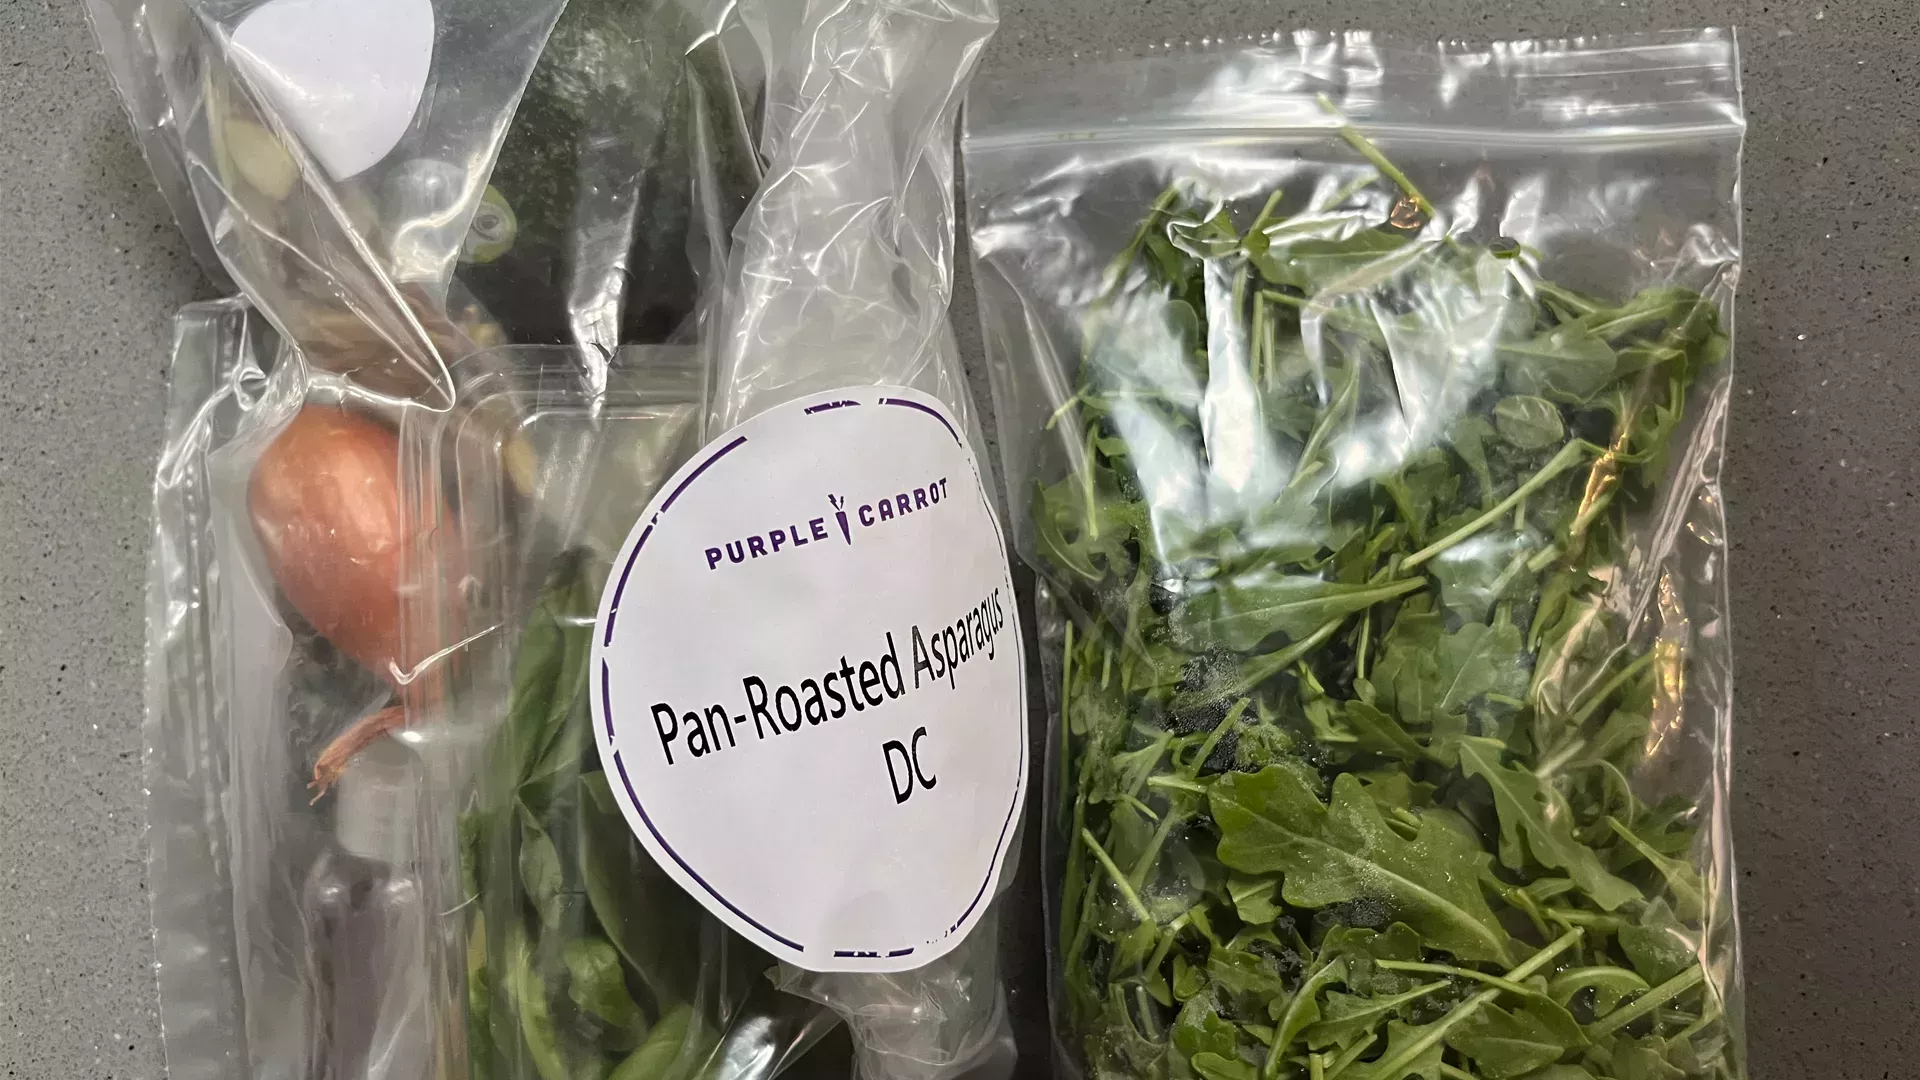 PURPLE CARROT
Pan-Roasted Asparagus
DC